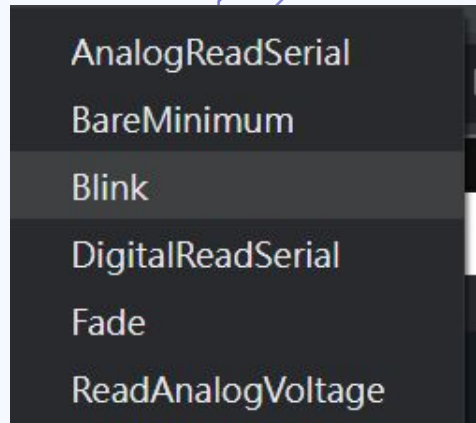 AnalogReadSerial
BareMinimum
Blink
DigitalReadSerial
Fade
ReadAnalogVoltage